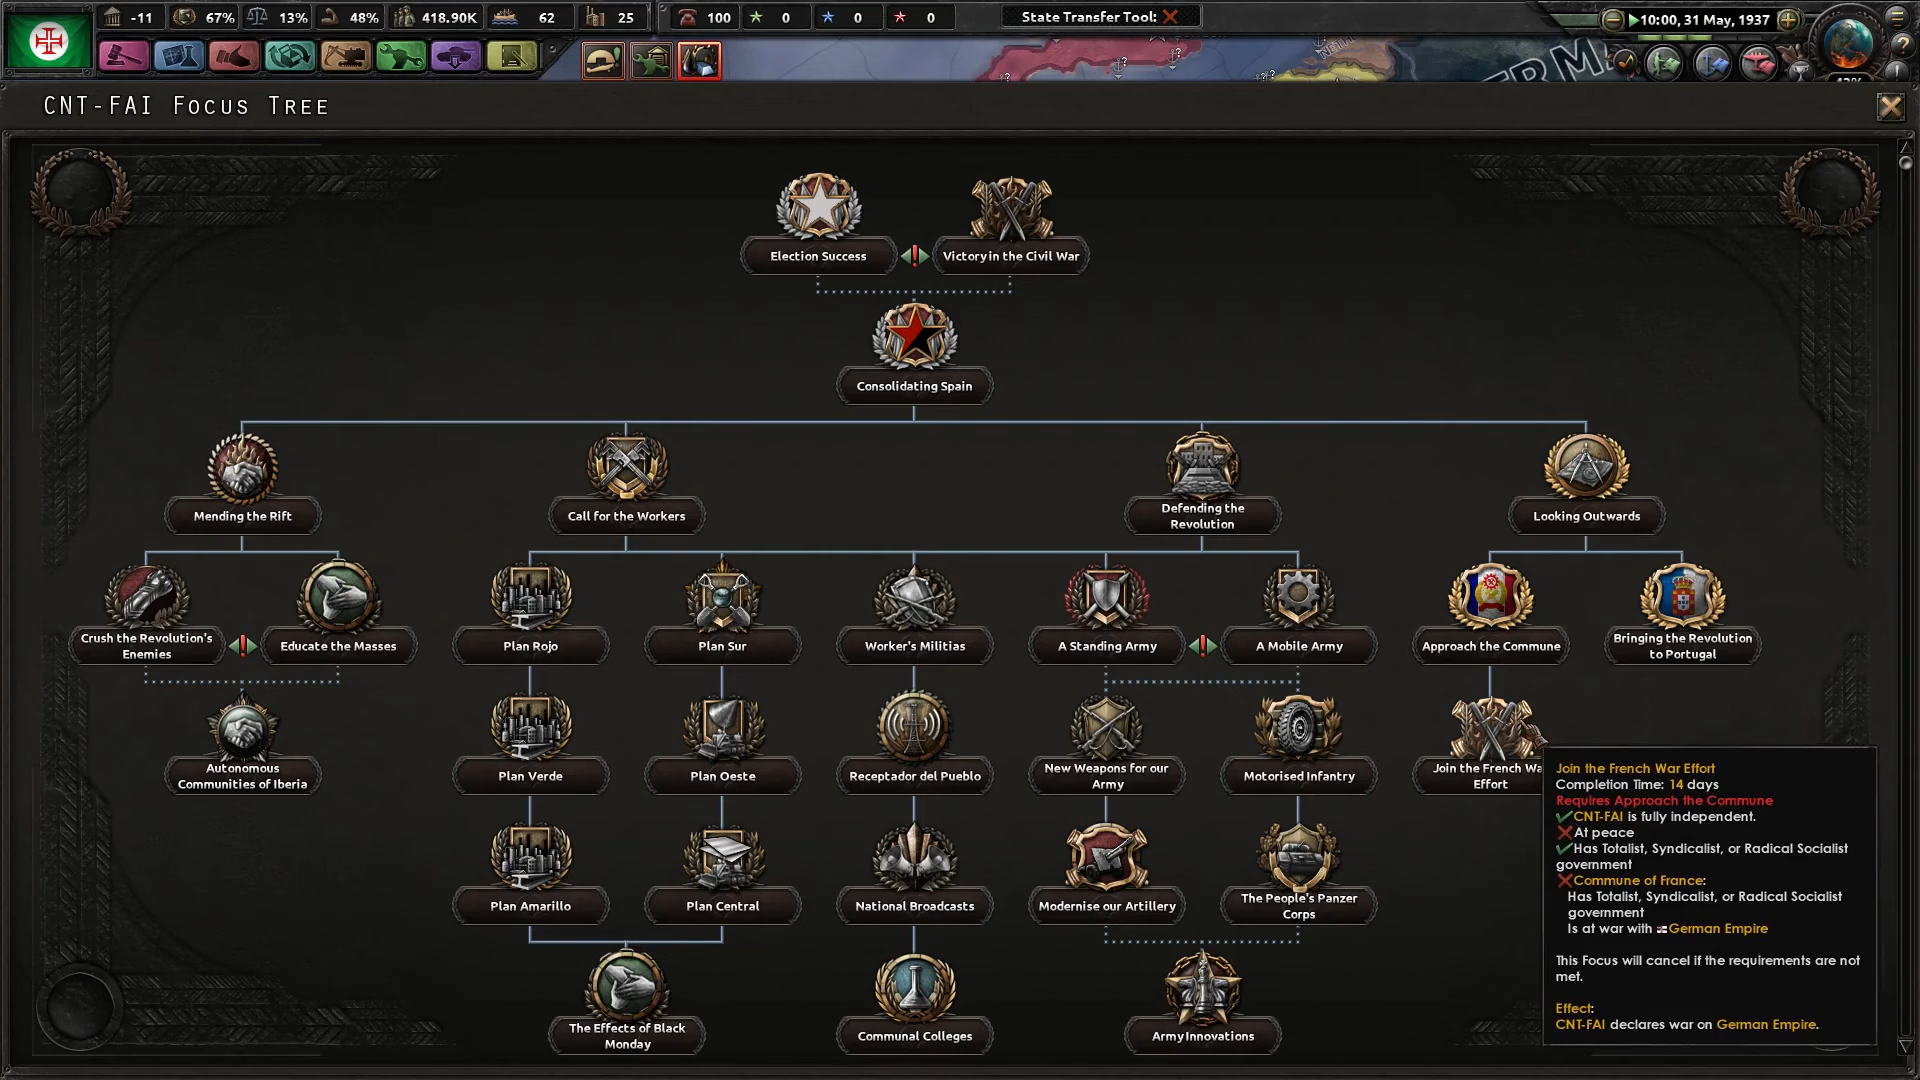 -11
67%
13%
48%
418.90K
62
25
100
0
0
0
State Transfer Tool:
10:00, 31 May, 1937
CNT-FAI Focus Tree
Election Success
Victory in the Civil War
Consolidating Spain
Mending the Rift
Call for the Workers
Defending the
Revolution
Looking Outwards
Crush the Revolution's
Enemies
Educate the Masses
Plan Rojo
Plan Sur
Worker's Militias
A Standing Army
A Mobile Army
Approach the Commune
Bringing the Revolution
to Portugal
Autonomous
Communities of Iberia
Plan Verde
Plan Oeste
Receptador del Pueblo
New Weapons for our
Army
Motorised Infantry
Join the French Wa
Effort
Plan Amarillo
Plan Central
National Broadcasts
Modernise our Artillery
The People's Panzer
Corps
The Effects of Black
Monday
Communal Colleges
Army Innovations
Join the French War Effort
Completion Time: 14 days
Requires Approach the Commune
CNT-FAI is fully independent.
At peace
Has Totalist, Syndicalist, or Radical Socialist
government
Commune of France:
Has Totalist, Syndicalist, or Radical Socialist
government
Is at war with German Empire
This Focus will cancel if the requirements are not
met.
Effect:
CNT-FAI declares war on German Empire.